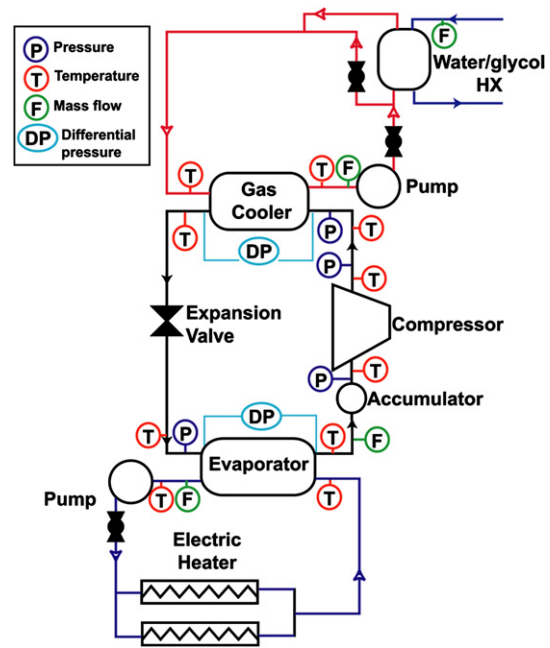 P Pressure
T Temperature
F Mass flow
DP Differential
pressure
F
Water/glycol
HX
T
T
F
Pump
Gas
Cooler
T
P
T
DP
P
T
Expansion
Valve
Compressor
P
T
Accumulator
T
P
DP
T
F
Evaporator
Pump
T
F
T
Electric
Heater